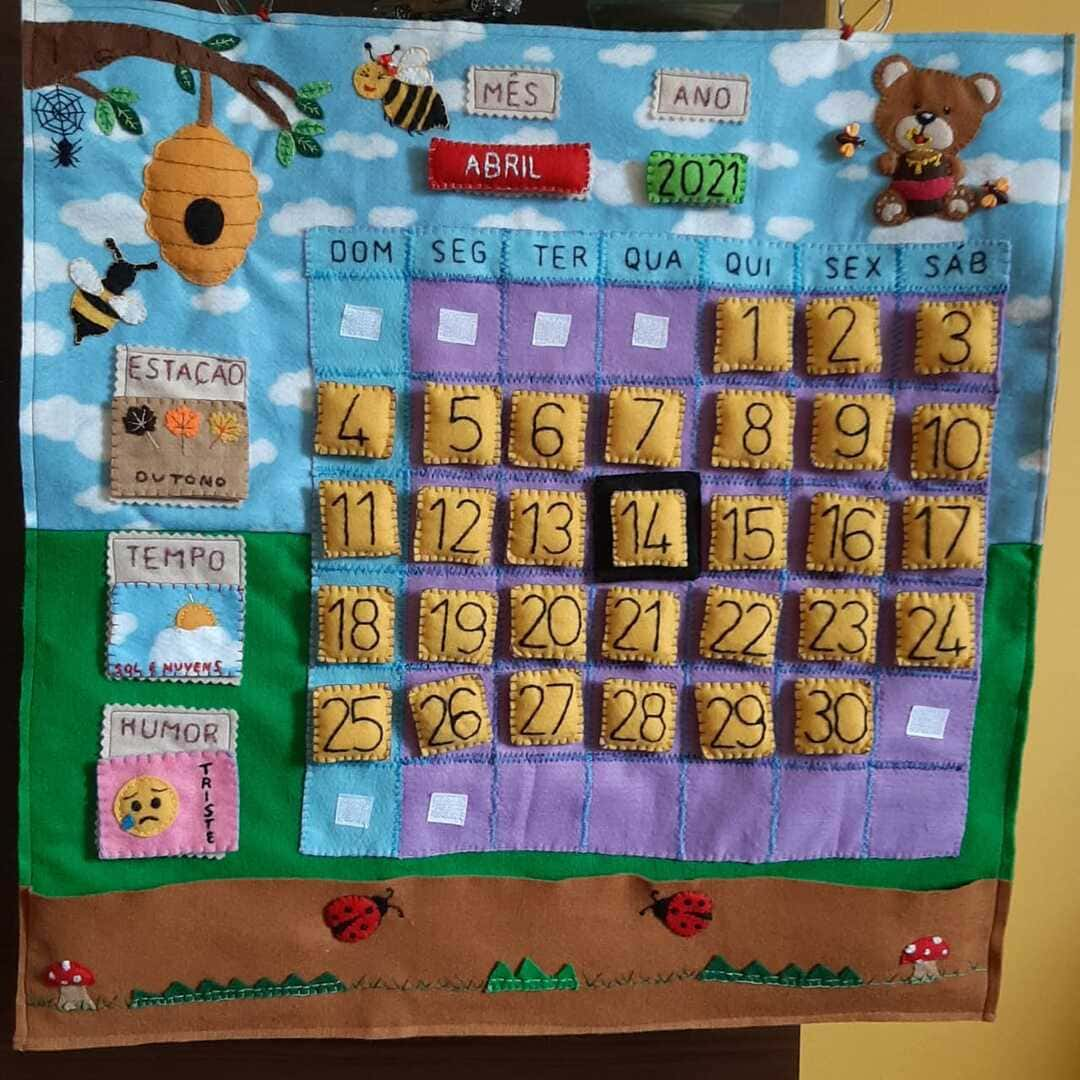 MÊS ANO
ABRIL 2021
DOM SEG TER QUA QUI SEX SÁB
1 2 3
4 5 6 7 8 9 10
11 12 13 14 15 16 17
18 19 20 21 22 23 24
25 26 27 28 29 30
ESTAÇÃO
OUTONO
TEMPO
SOL E NUVENS
HUMOR
TRISTE